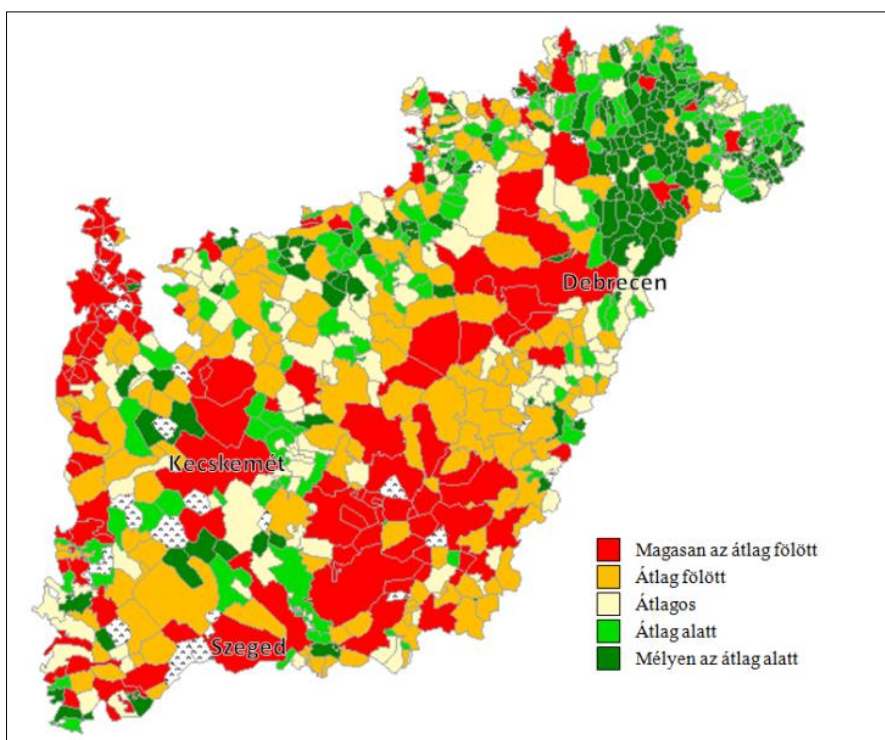 Debrecen
Kecskemét
Szeged
Magasan az átlag fölött
Átlag fölött
Átlagos
Átlag alatt
Mélyen az átlag alatt